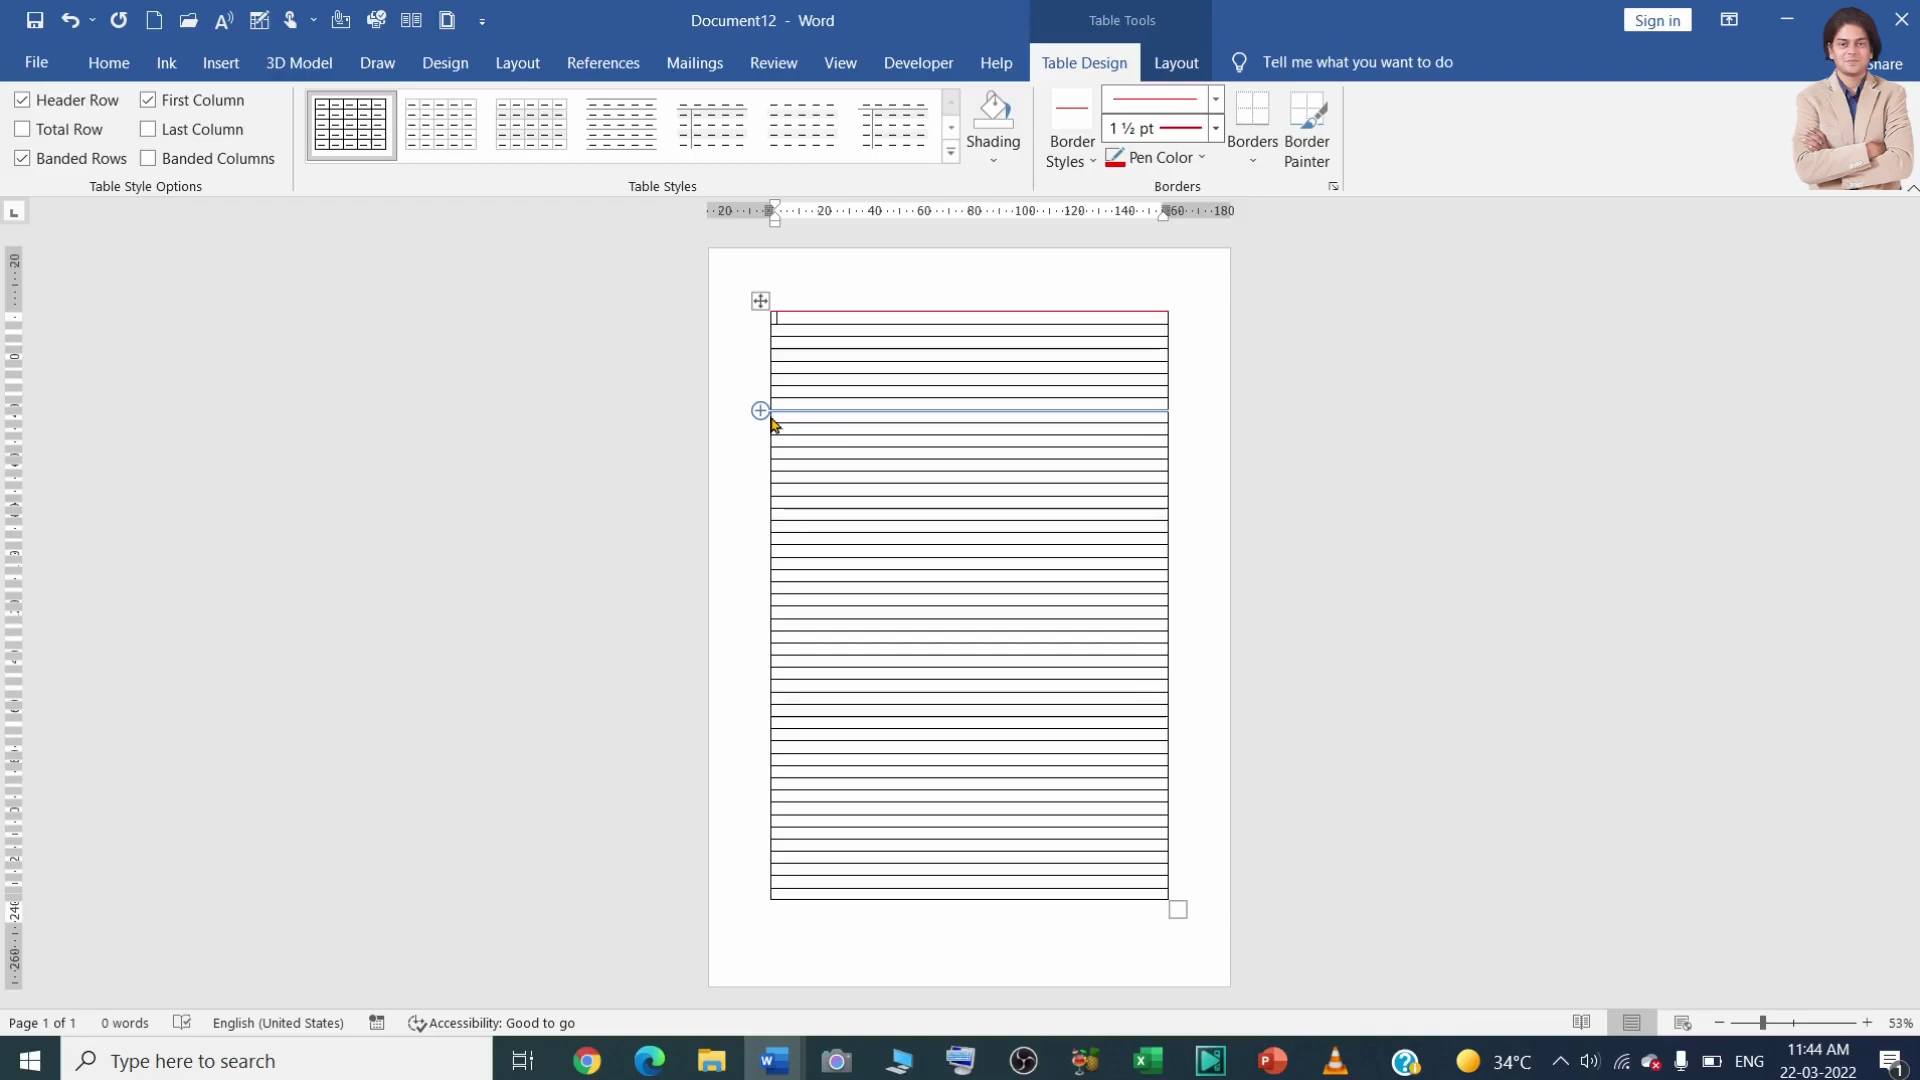 Document12 - Word
Table Tools
Sign in
File
Home
Ink
Insert
3D Model
Draw
Design
Layout
References
Mailings
Review
View
Developer
Help
Table Design
Layout
Tell me what you want to do
Share
Header Row
First Column
Total Row
Last Column
Banded Rows
Banded Columns
Table Style Options
Table Styles
Shading
Border Styles
1 ½ pt
Pen Color
Borders
Border Painter
Borders
20 20 40 60 80 100 120 140 160 180
Page 1 of 1
0 words
English (United States)
Accessibility: Good to go
53%
Type here to search
34°C
ENG
11:44 AM
22-03-2022
1